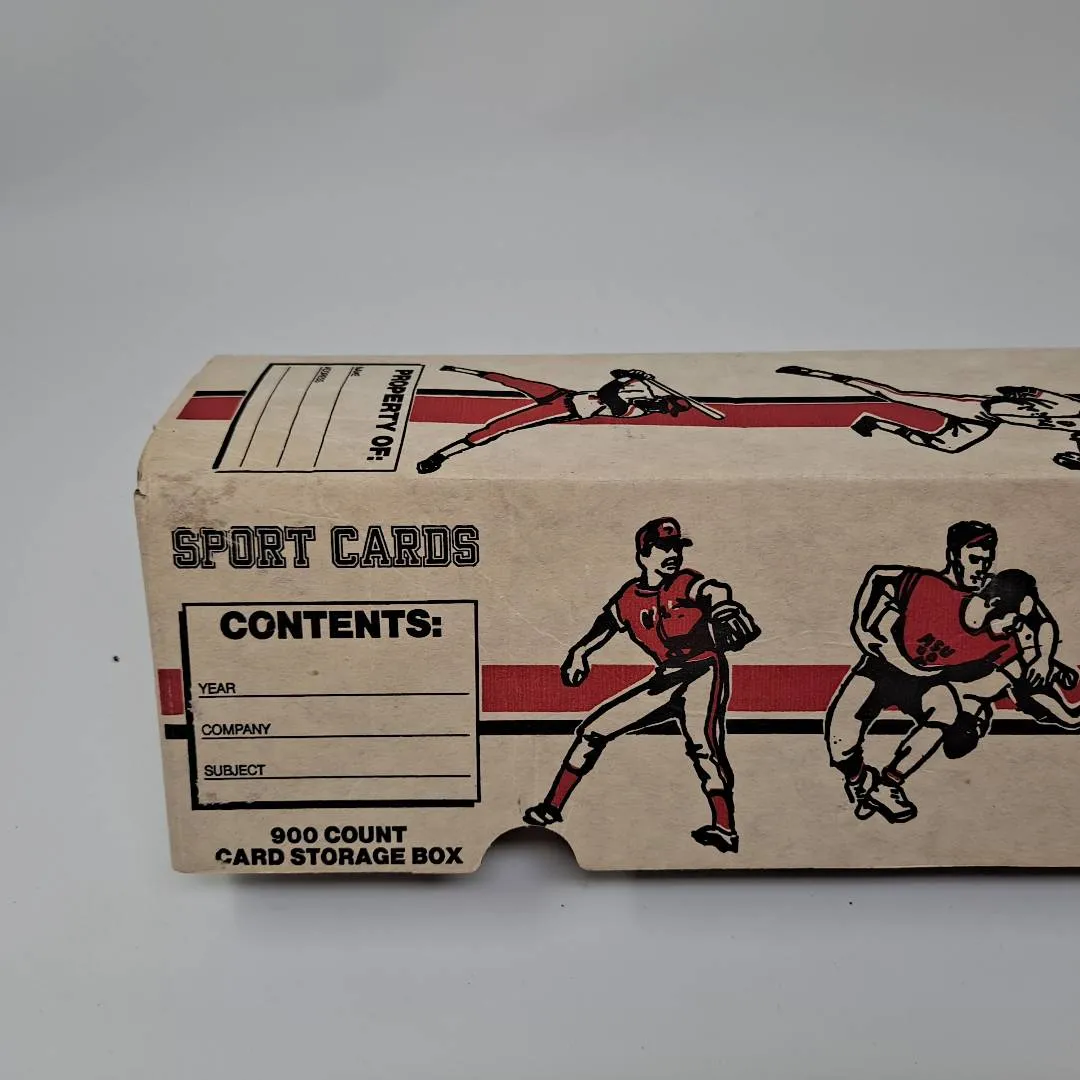 PROPERTY OF:
SPORT CARDS
CONTENTS:
YEAR
COMPANY
SUBJECT
900 COUNT
CARD STORAGE BOX